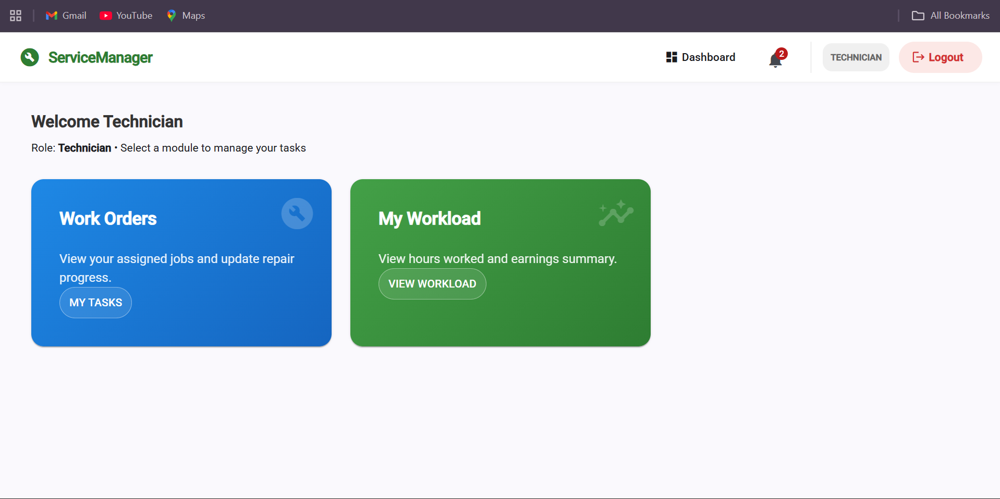 Gmail YouTube Maps All Bookmarks
ServiceManager Dashboard 2 TECHNICIAN Logout
Welcome Technician
Role: Technician • Select a module to manage your tasks
Work Orders
View your assigned jobs and update repair
progress.
MY TASKS
My Workload
View hours worked and earnings summary.
VIEW WORKLOAD